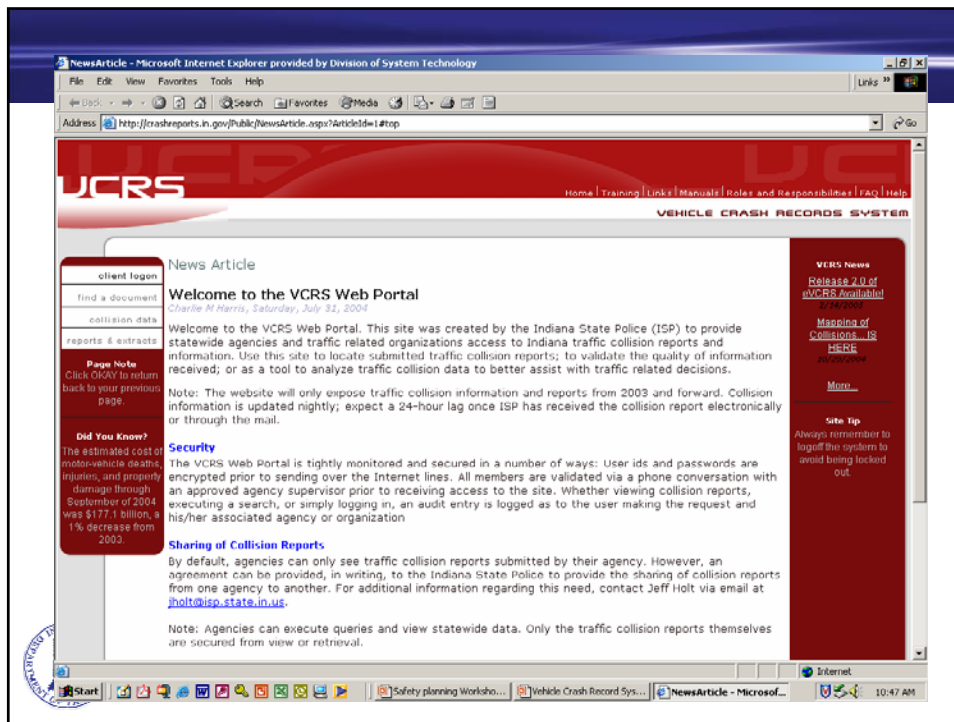 NewsArticle - Microsoft Internet Explorer provided by Division of System Technology
File Edit View Favorites Tools Help
Links »
Back Search Favorites Media
Address http://crashreports.in.gov/Public/NewsArticle.aspx?ArticleId=1#top Go
UCRS
Home | Training | Links | Manuals | Roles and Responsibilities | FAQ | Help
VEHICLE CRASH RECORDS SYSTEM
client logon
find a document
collision data
reports & extracts
Page Note
Click OKAY to return
back to your previous
page.
Did You Know?
The estimated cost of
motor-vehicle deaths,
injuries, and property
damage through
September of 2004
was $177.1 billion, a
1% decrease from
2003.
News Article
Welcome to the VCRS Web Portal
Charlie M Harris, Saturday, July 31, 2004
Welcome to the VCRS Web Portal. This site was created by the Indiana State Police (ISP) to provide
statewide agencies and traffic related organizations access to Indiana traffic collision reports and
information. Use this site to locate submitted traffic collision reports; to validate the quality of information
received; or as a tool to analyze traffic collision data to better assist with traffic related decisions.
Note: The website will only expose traffic collision information and reports from 2003 and forward. Collision
information is updated nightly; expect a 24-hour lag once ISP has received the collision report electronically
or through the mail.
Security
The VCRS Web Portal is tightly monitored and secured in a number of ways: User ids and passwords are
encrypted prior to sending over the Internet lines. All members are validated via a phone conversation with
an approved agency supervisor prior to receiving access to the site. Whether viewing collision reports,
executing a search, or simply logging in, an audit entry is logged as to the user making the request and
his/her associated agency or organization
Sharing of Collision Reports
By default, agencies can only see traffic collision reports submitted by their agency. However, an
agreement can be provided, in writing, to the Indiana State Police to provide the sharing of collision reports
from one agency to another. For additional information regarding this need, contact Jeff Holt via email at
jholt@isp.state.in.us.
Note: Agencies can execute queries and view statewide data. Only the traffic collision reports themselves
are secured from view or retrieval.
VCRS News
Release 2.0 of
eVCRS Available!
Mapping of
Collisions... IS
HERE
More...
Site Tip
Always remember to
logoff the system to
avoid being locked
out.
Internet
Start
Safety planning Worksho...
Vehicle Crash Record Sys...
NewsArticle - Microsof...
10:47 AM